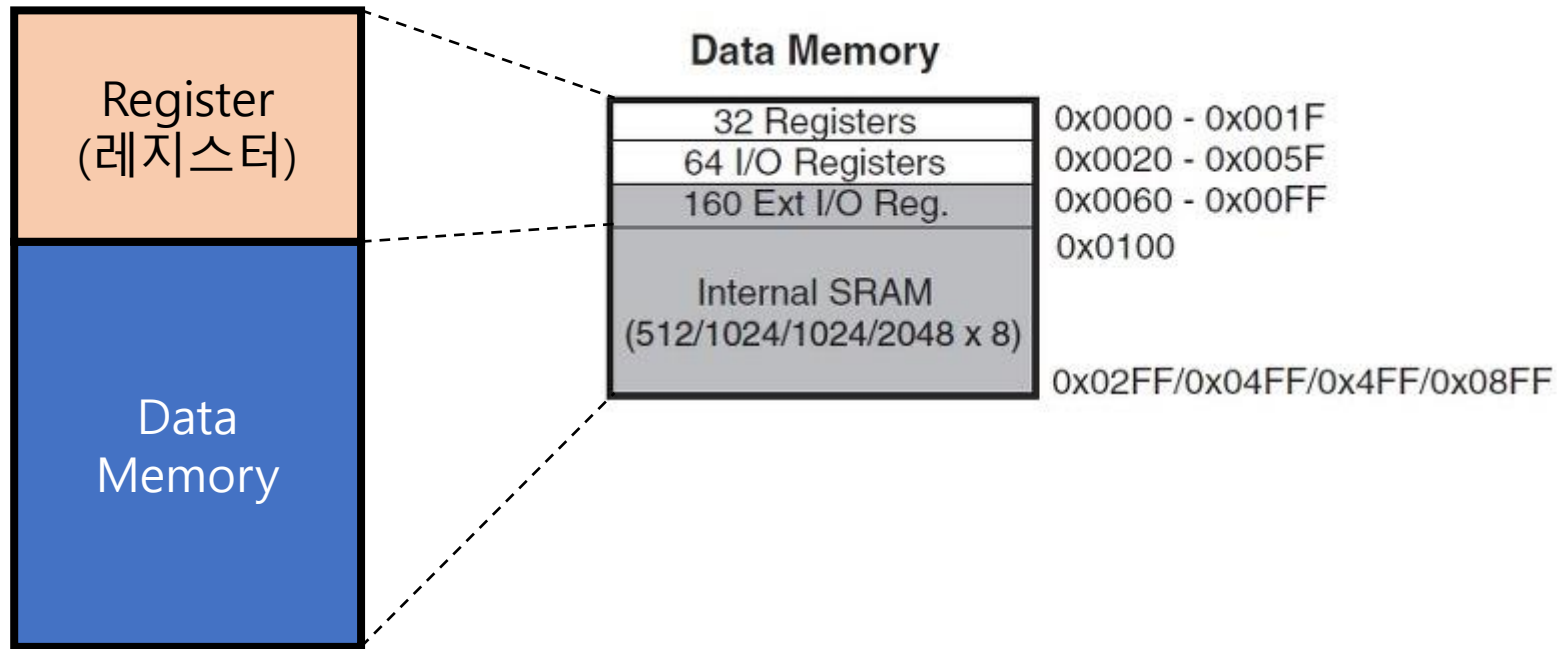 Register
(레지스터)
Data
Memory
Data Memory
32 Registers
0x0000 - 0x001F
64 I/O Registers
0x0020 - 0x005F
160 Ext I/O Reg.
0x0060 - 0x00FF
0x0100
Internal SRAM
(512/1024/1024/2048 x 8)
0x02FF/0x04FF/0x4FF/0x08FF